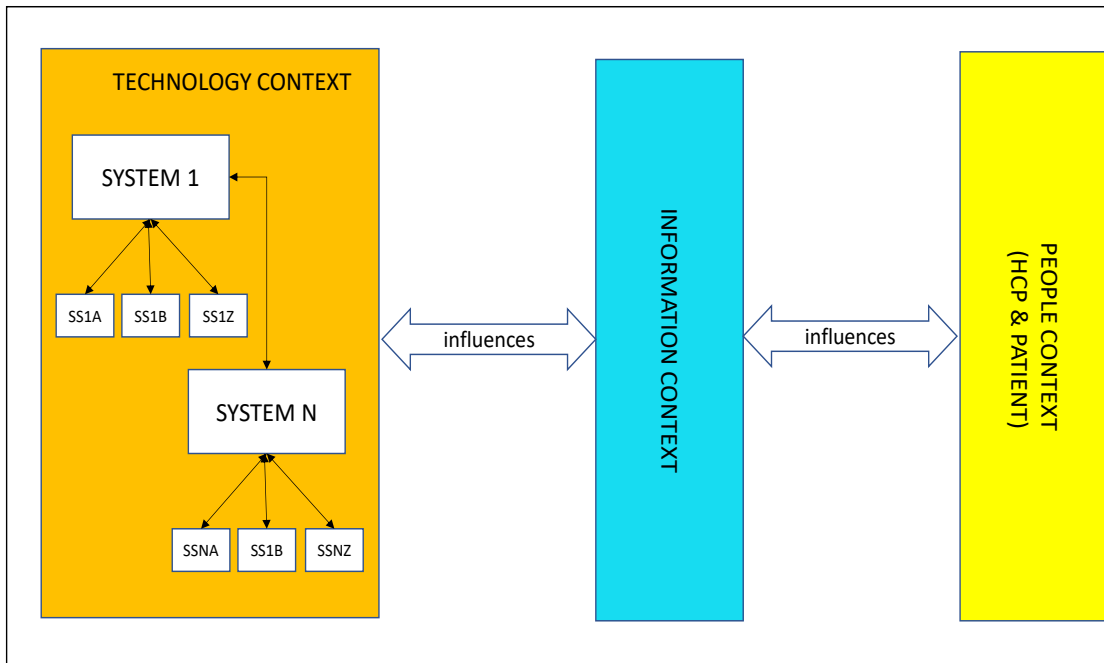 TECHNOLOGY CONTEXT
SYSTEM 1
SS1A
SS1B
SS1Z
SYSTEM N
SSNA
SS1B
SSNZ
influences
INFORMATION CONTEXT
influences
PEOPLE CONTEXT
(HCP & PATIENT)